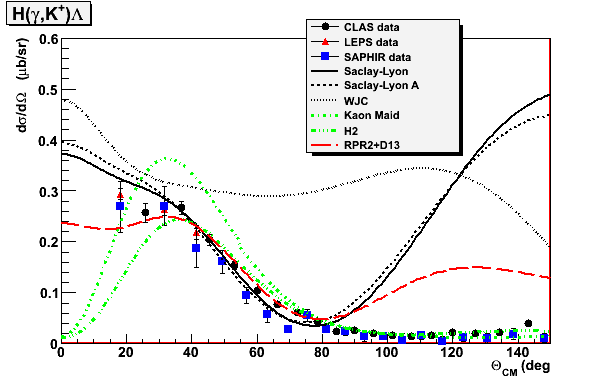 H(γ,K⁺)Λ
dσ/dΩ (μb/sr)
0.6
0.5
0.4
0.3
0.2
0.1
0
CLAS data
LEPS data
SAPHIR data
Saclay-Lyon
Saclay-Lyon A
WJC
Kaon Maid
H2
RPR2+D13
0 20 40 60 80 100 120 140
Θ_CM (deg